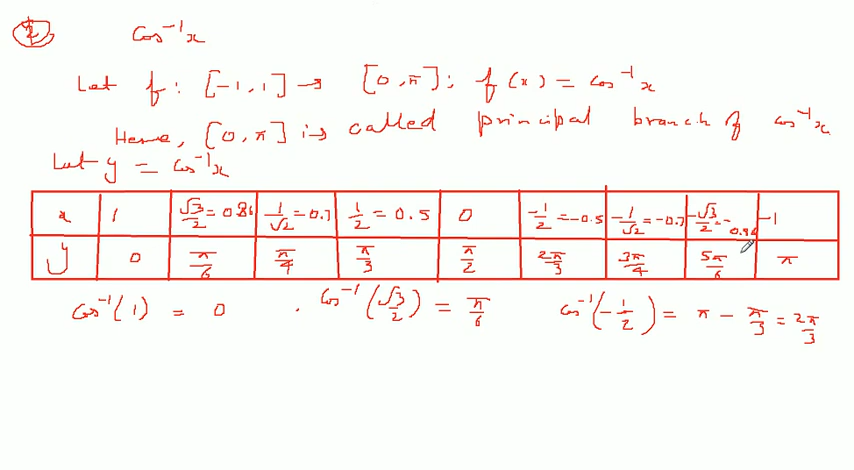 2 cos⁻¹x
Let f : [-1, 1] → [0, π]; f(x) = cos⁻¹x
Hence, [0, π] is called principal branch of cos⁻¹x
Let y = cos⁻¹x
x 1 √3/2 = 0.86 1/√2 = 0.7 1/2 = 0.5 0 -1/2 = -0.5 -1/√2 = -0.7 -√3/2 = -0.86 -1
y 0 π/6 π/4 π/3 π/2 2π/3 3π/4 5π/6 π
cos⁻¹(1) = 0 . cos⁻¹(√3/2) = π/6 cos⁻¹(-1/2) = π - π/3 = 2π/3